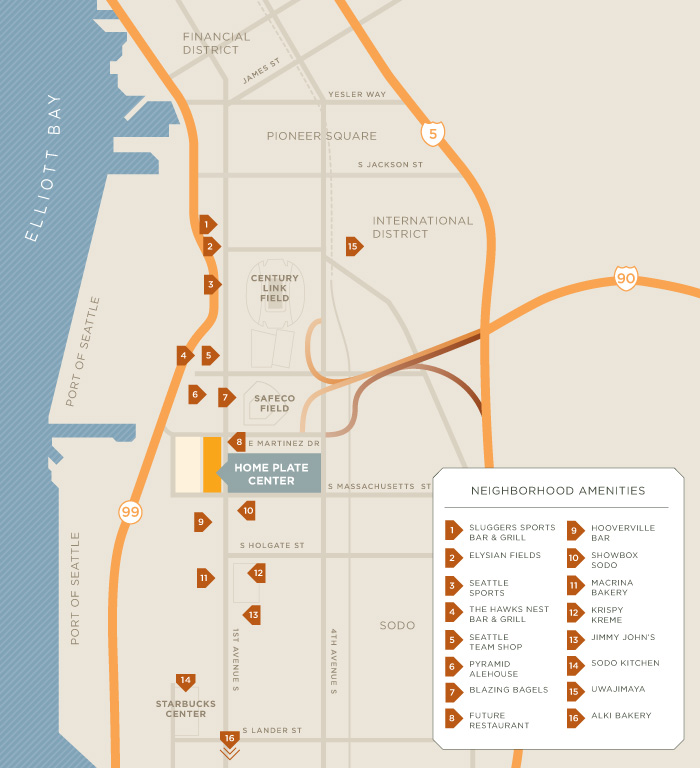 FINANCIAL
DISTRICT
JAMES ST
YESLER WAY
ELLIOTT BAY
5
PIONEER SQUARE
S JACKSON ST
1
2
INTERNATIONAL
DISTRICT
15
3
CENTURY
LINK
FIELD
90
PORT OF SEATTLE
4
5
6
7
SAFECO
FIELD
8
E MARTINEZ DR
HOME PLATE
CENTER
S MASSACHUSETTS ST
99
9
10
S HOLGATE ST
PORT OF SEATTLE
11
12
13
1ST AVENUE S
4TH AVENUE S
SODO
14
STARBUCKS
CENTER
S LANDER ST
16
NEIGHBORHOOD AMENITIES
1 SLUGGERS SPORTS
BAR & GRILL
2 ELYSIAN FIELDS
3 SEATTLE
SPORTS
4 THE HAWKS NEST
BAR & GRILL
5 SEATTLE
TEAM SHOP
6 PYRAMID
ALEHOUSE
7 BLAZING BAGELS
8 FUTURE
RESTAURANT
9 HOOVERVILLE
BAR
10 SHOWBOX
SODO
11 MACRINA
BAKERY
12 KRISPY
KREME
13 JIMMY JOHN'S
14 SODO KITCHEN
15 UWAJIMAYA
16 ALKI BAKERY